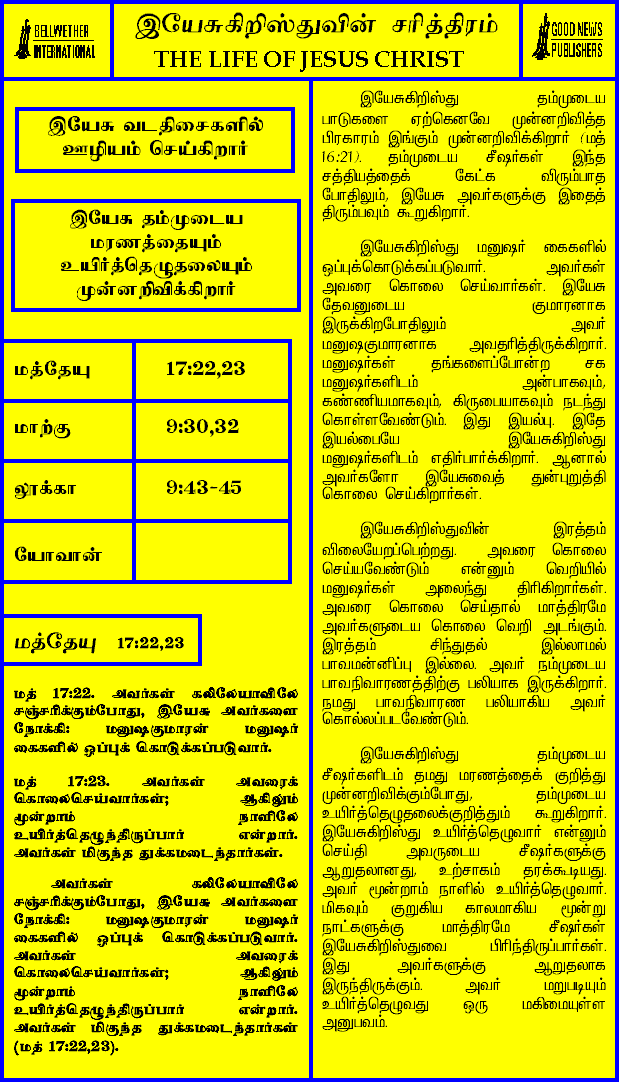 BELLWETHER
INTERNATIONAL
இயேசுகிறிஸ்துவின் சரித்திரம்
THE LIFE OF JESUS CHRIST
GOOD NEWS
PUBLISHERS
இயேசு வடதிசைகளில்
ஊழியம் செய்கிறார்
இயேசு தம்முடைய
மரணத்தையும்
உயிர்த்தெழுதலையும்
முன்னறிவிக்கிறார்
மத்தேயு 17:22,23
மாற்கு 9:30,32
லூக்கா 9:43-45
யோவான்
மத்தேயு 17:22,23
மத் 17:22. அவர்கள் கலிலேயாவிலே
சஞ்சரிக்கும்போது, இயேசு அவர்களை
நோக்கி: மனுஷகுமாரன் மனுஷர்
கைகளில் ஒப்புக் கொடுக்கப்படுவார்.
மத் 17:23. அவர்கள் அவரைக்
கொலைசெய்வார்கள்; ஆகிலும்
மூன்றாம் நாளிலே
உயிர்த்தெழுந்திருப்பார் என்றார்.
அவர்கள் மிகுந்த துக்கமடைந்தார்கள்.
அவர்கள் கலிலேயாவிலே
சஞ்சரிக்கும்போது, இயேசு அவர்களை
நோக்கி: மனுஷகுமாரன் மனுஷர்
கைகளில் ஒப்புக் கொடுக்கப்படுவார்.
அவர்கள் அவரைக்
கொலைசெய்வார்கள்; ஆகிலும்
மூன்றாம் நாளிலே
உயிர்த்தெழுந்திருப்பார் என்றார்.
அவர்கள் மிகுந்த துக்கமடைந்தார்கள்
(மத் 17:22,23).
இயேசுகிறிஸ்து தம்முடைய
பாடுகளை ஏற்கெனவே முன்னறிவித்த
பிரகாரம் இங்கும் முன்னறிவிக்கிறார் (மத்
16:21). தம்முடைய சீஷர்கள் இந்த
சத்தியத்தைக் கேட்க விரும்பாத
போதிலும், இயேசு அவர்களுக்கு இதைத்
திரும்பவும் கூறுகிறார்.
இயேசுகிறிஸ்து மனுஷர் கைகளில்
ஒப்புக்கொடுக்கப்படுவார். அவர்கள்
அவரை கொலை செய்வார்கள். இயேசு
தேவனுடைய குமாரனாக
இருக்கிறபோதிலும் அவர்
மனுஷகுமாரனாக அவதரித்திருக்கிறார்.
மனுஷர்கள் தங்களைப்போன்ற சக
மனுஷர்களிடம் அன்பாகவும்,
கண்ணியமாகவும், கிருபையாகவும் நடந்து
கொள்ளவேண்டும். இது இயல்பு. இதே
இயல்பையே இயேசுகிறிஸ்து
மனுஷர்களிடம் எதிர்பார்க்கிறார். ஆனால்
அவர்களோ இயேசுவைத் துன்புறுத்தி
கொலை செய்கிறார்கள்.
இயேசுகிறிஸ்துவின் இரத்தம்
விலையேறப்பெற்றது. அவரை கொலை
செய்யவேண்டும் என்னும் வெறியில்
மனுஷர்கள் அலைந்து திரிகிறார்கள்.
அவரை கொலை செய்தால் மாத்திரமே
அவர்களுடைய கொலை வெறி அடங்கும்.
இரத்தம் சிந்துதல் இல்லாமல்
பாவமன்னிப்பு இல்லை. அவர் நம்முடைய
பாவநிவாரணத்திற்கு பலியாக இருக்கிறார்.
நமது பாவநிவாரண பலியாகிய அவர்
கொல்லப்படவேண்டும்.
இயேசுகிறிஸ்து தம்முடைய
சீஷர்களிடம் தமது மரணத்தைக் குறித்து
முன்னறிவிக்கும்போது, தம்முடைய
உயிர்த்தெழுதலைக்குறித்தும் கூறுகிறார்.
இயேசுகிறிஸ்து உயிர்த்தெழுவார் என்னும்
செய்தி அவருடைய சீஷர்களுக்கு
ஆறுதலானது, உற்சாகம் தரக்கூடியது.
அவர் மூன்றாம் நாளில் உயிர்த்தெழுவார்.
மிகவும் குறுகிய காலமாகிய மூன்று
நாட்களுக்கு மாத்திரமே சீஷர்கள்
இயேசுகிறிஸ்துவை பிரிந்திருப்பார்கள்.
இது அவர்களுக்கு ஆறுதலாக
இருந்திருக்கும். அவர் மறுபடியும்
உயிர்த்தெழுவது ஒரு மகிமையுள்ள
அனுபவம்.